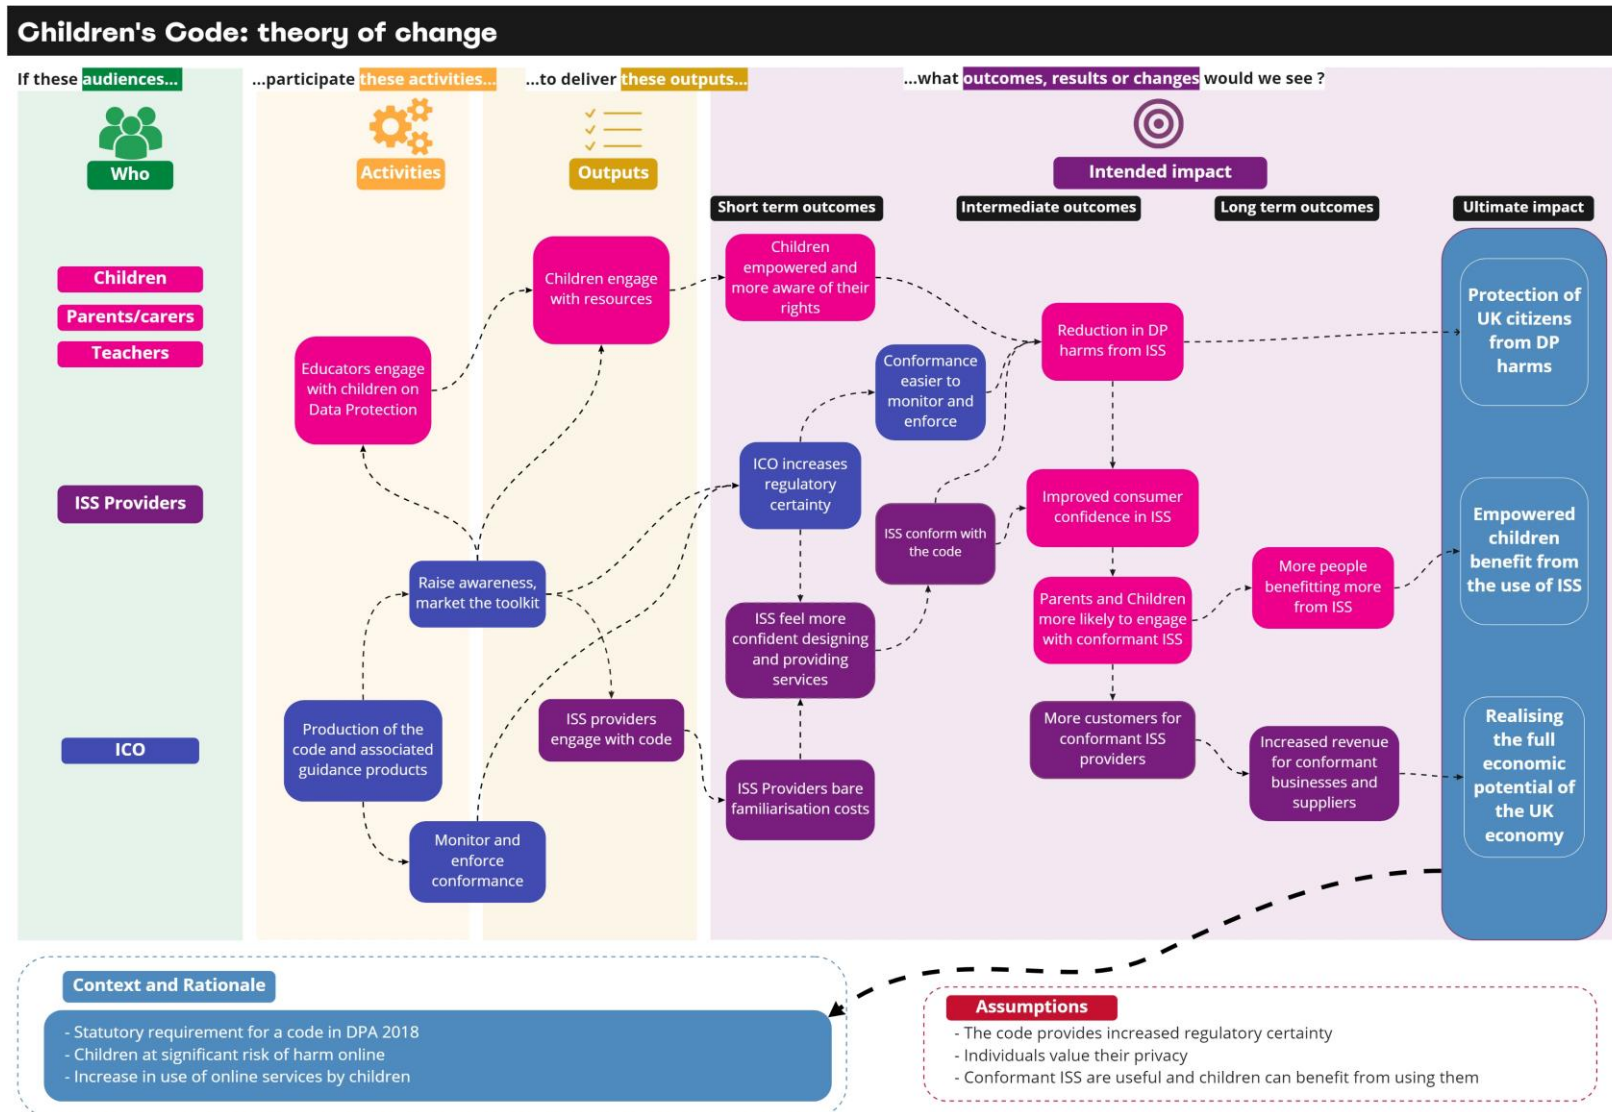 Children's Code: theory of change
If these audiences...
...participate these activities...
...to deliver these outputs...
...what outcomes, results or changes would we see ?
Who
Activities
Outputs
Intended impact
Short term outcomes
Intermediate outcomes
Long term outcomes
Ultimate impact
Children
Parents/carers
Teachers
ISS Providers
ICO
Educators engage
with children on
Data Protection
Raise awareness,
market the toolkit
Production of the
code and associated
guidance products
Monitor and
enforce
conformance
Children engage
with resources
ISS providers
engage with code
Children
empowered and
more aware of their
rights
Conformance
easier to
monitor and
enforce
ICO increases
regulatory
certainty
ISS conform with
the code
ISS feel more
confident designing
and providing
services
ISS Providers bare
familiarisation costs
Reduction in DP
harms from ISS
Improved consumer
confidence in ISS
Parents and Children
more likely to engage
with conformant ISS
More customers for
conformant ISS
providers
More people
benefitting more
from ISS
Increased revenue
for conformant
businesses and
suppliers
Protection of
UK citizens
from DP
harms
Empowered
children
benefit from
the use of ISS
Realising
the full
economic
potential of
the UK
economy
Context and Rationale
- Statutory requirement for a code in DPA 2018
- Children at significant risk of harm online
- Increase in use of online services by children
Assumptions
- The code provides increased regulatory certainty
- Individuals value their privacy
- Conformant ISS are useful and children can benefit from using them